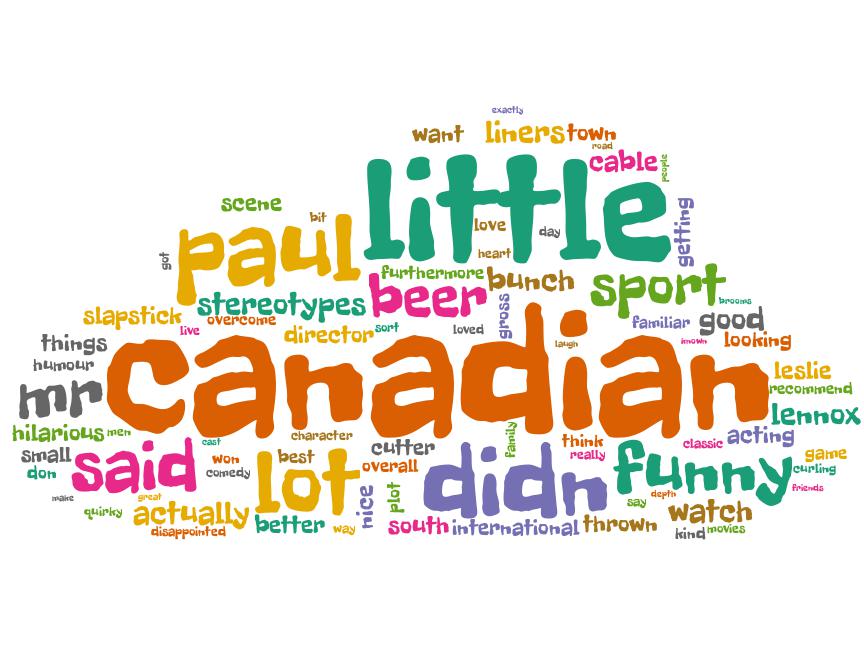 exactly
want
liners
town
road
cable
people
little
scene
bit
love
day
getting
paul
got
heart
furthermore
bunch
sport
beer
stereotypes
brooms
slapstick
overcome
live
director
sort
loved
gross
familiar
good
things
laugh
known
looking
humour
canadian
leslie
mr
recommend
lennox
hilarious
men
cast
character
family
think
classic
acting
small
said
won
best
cutter
really
funny
game
don
comedy
lot
overall
didn
curling
make
great
nice
plot
say
depth
friends
quirky
actually
watch
disappointed
better
way
south
international
thrown
kind
movies